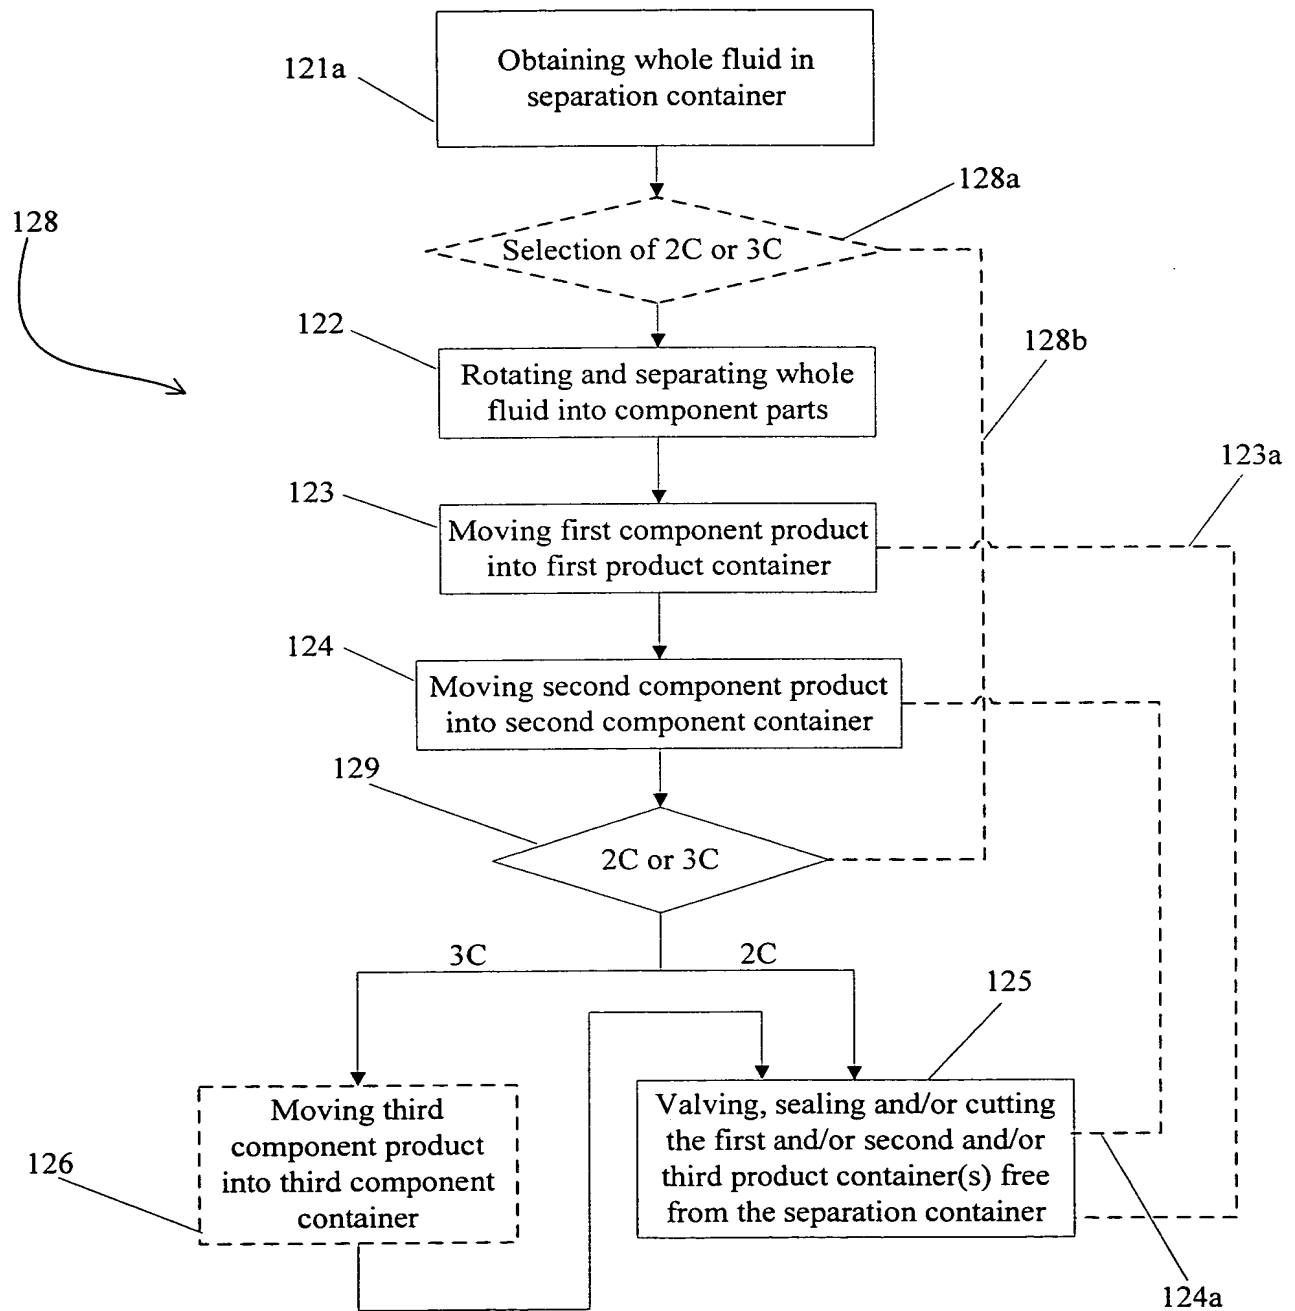 121a
Obtaining whole fluid in
separation container
128a
128
Selection of 2C or 3C
122
128b
Rotating and separating whole
fluid into component parts
123a
123
Moving first component product
into first product container
124
Moving second component product
into second component container
129
2C or 3C
3C
2C
125
Moving third
component product
into third component
container
126
Valving, sealing and/or cutting
the first and/or second and/or
third product container(s) free
from the separation container
124a